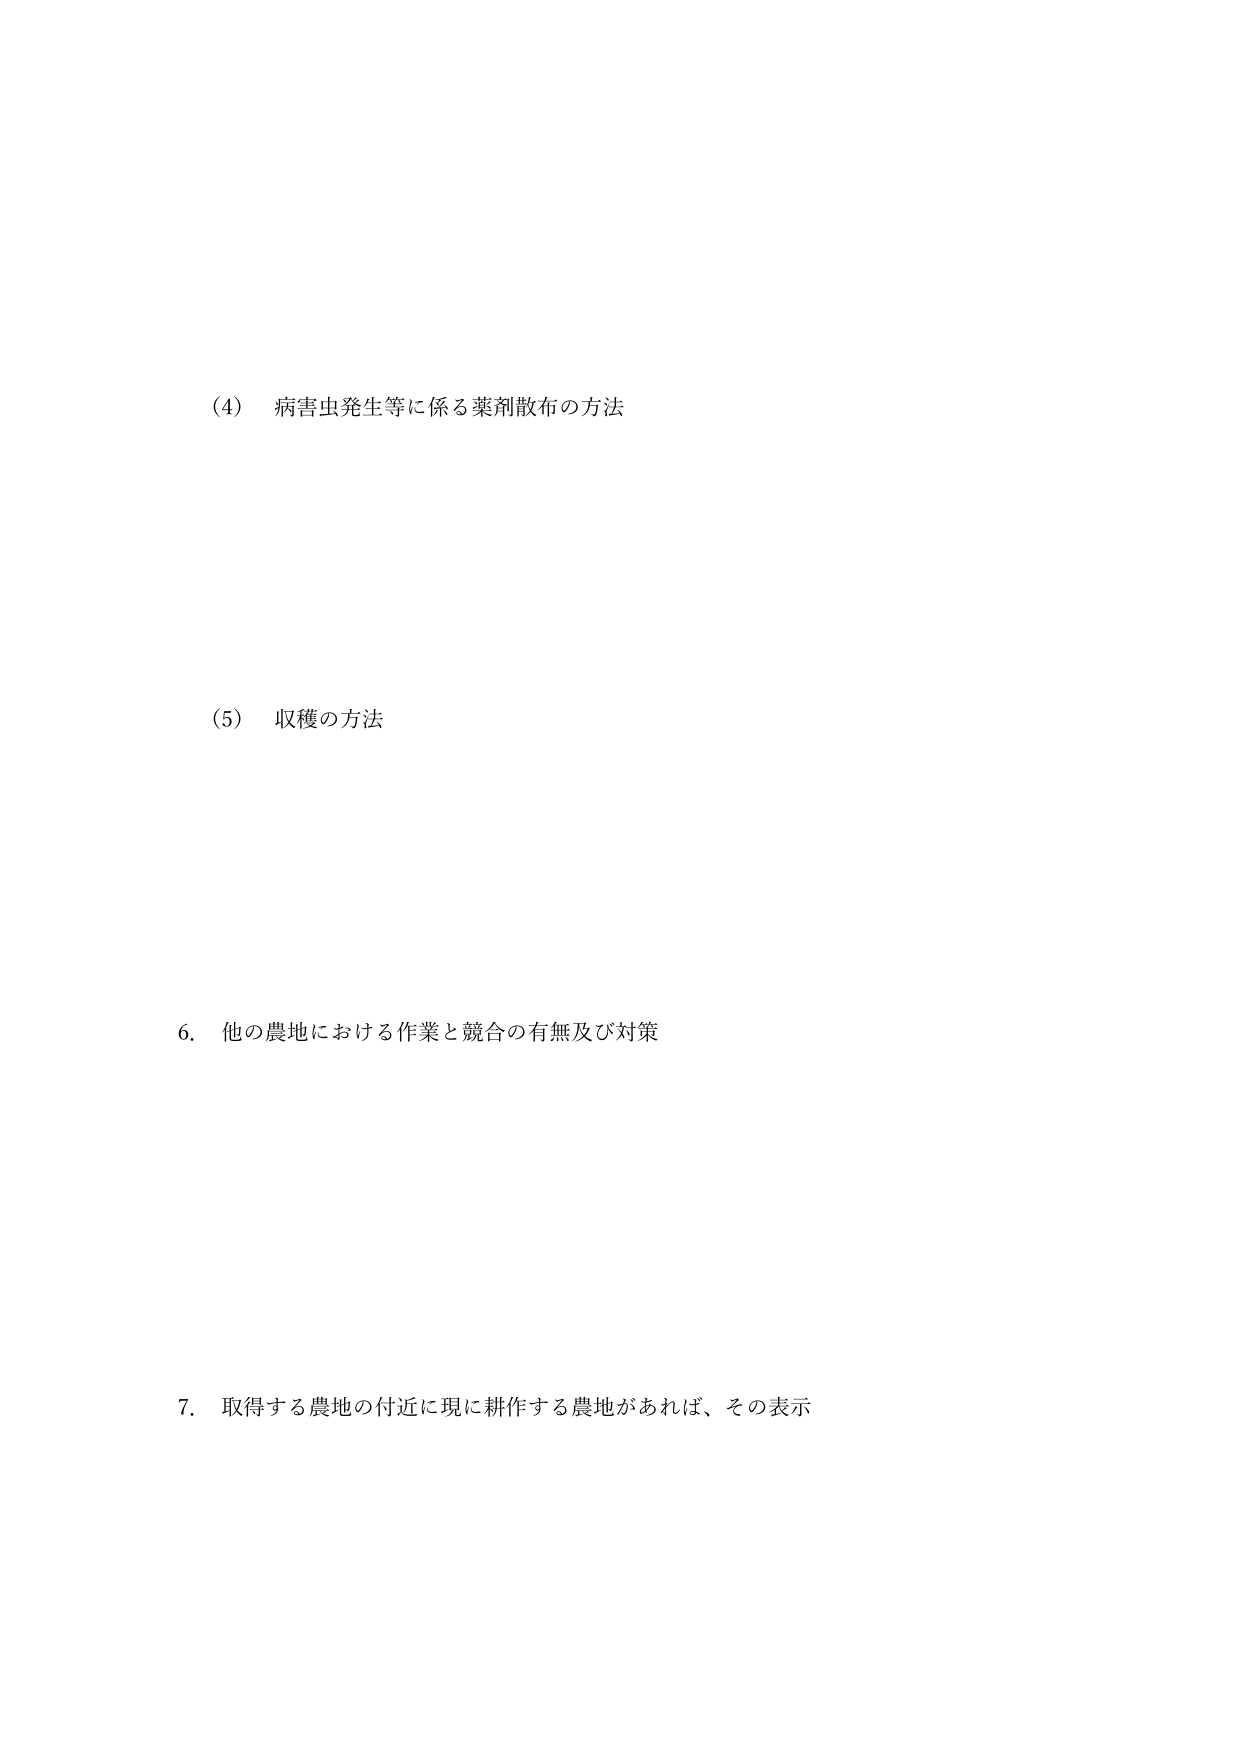 （4）　病害虫発生等に係る薬剤散布の方法
（5）　収穫の方法
6.　他の農地における作業と競合の有無及び対策
7.　取得する農地の付近に現に耕作する農地があれば、その表示